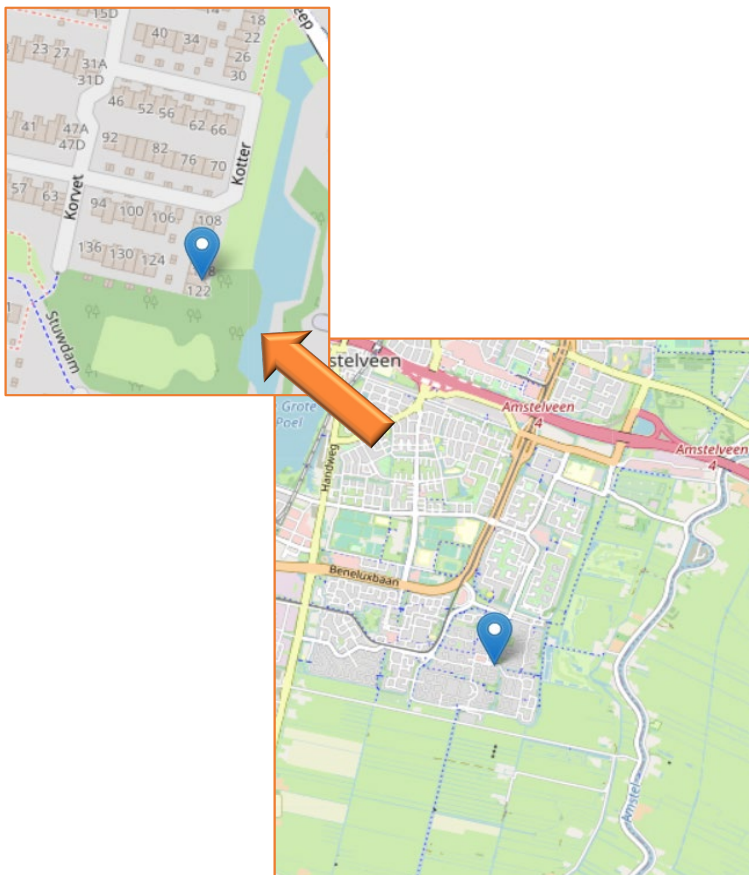 15D
18
eep
40 34
22
23 27
26
31A
30
31D
46
52 56
41
47A
62 66
47D
92
82
76
70
Kotter
57
63
Korvet
94
100
106
108
136
130
124
122
Stuwdam
stelveen
Amstelveen
4
Grote
Poel
Handweg
Amstelveen
4
Beneluxbaan
Amstel